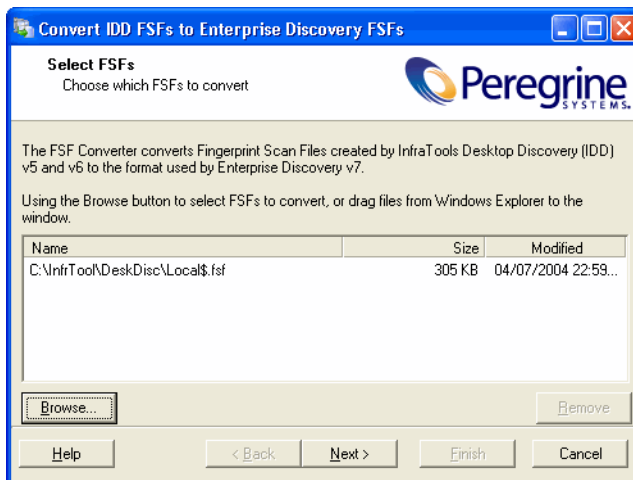 Convert IDD FSFs to Enterprise Discovery FSFs
Select FSFs
Choose which FSFs to convert
Peregrine
SYSTEMS.
The FSF Converter converts Fingerprint Scan Files created by InfraTools Desktop Discovery (IDD)
v5 and v6 to the format used by Enterprise Discovery v7.
Using the Browse button to select FSFs to convert, or drag files from Windows Explorer to the
window.
Name Size Modified
C:\InfrTool\DeskDisc\Local$.fsf 305 KB 04/07/2004 22:59...
Browse... Remove
Help < Back Next > Finish Cancel